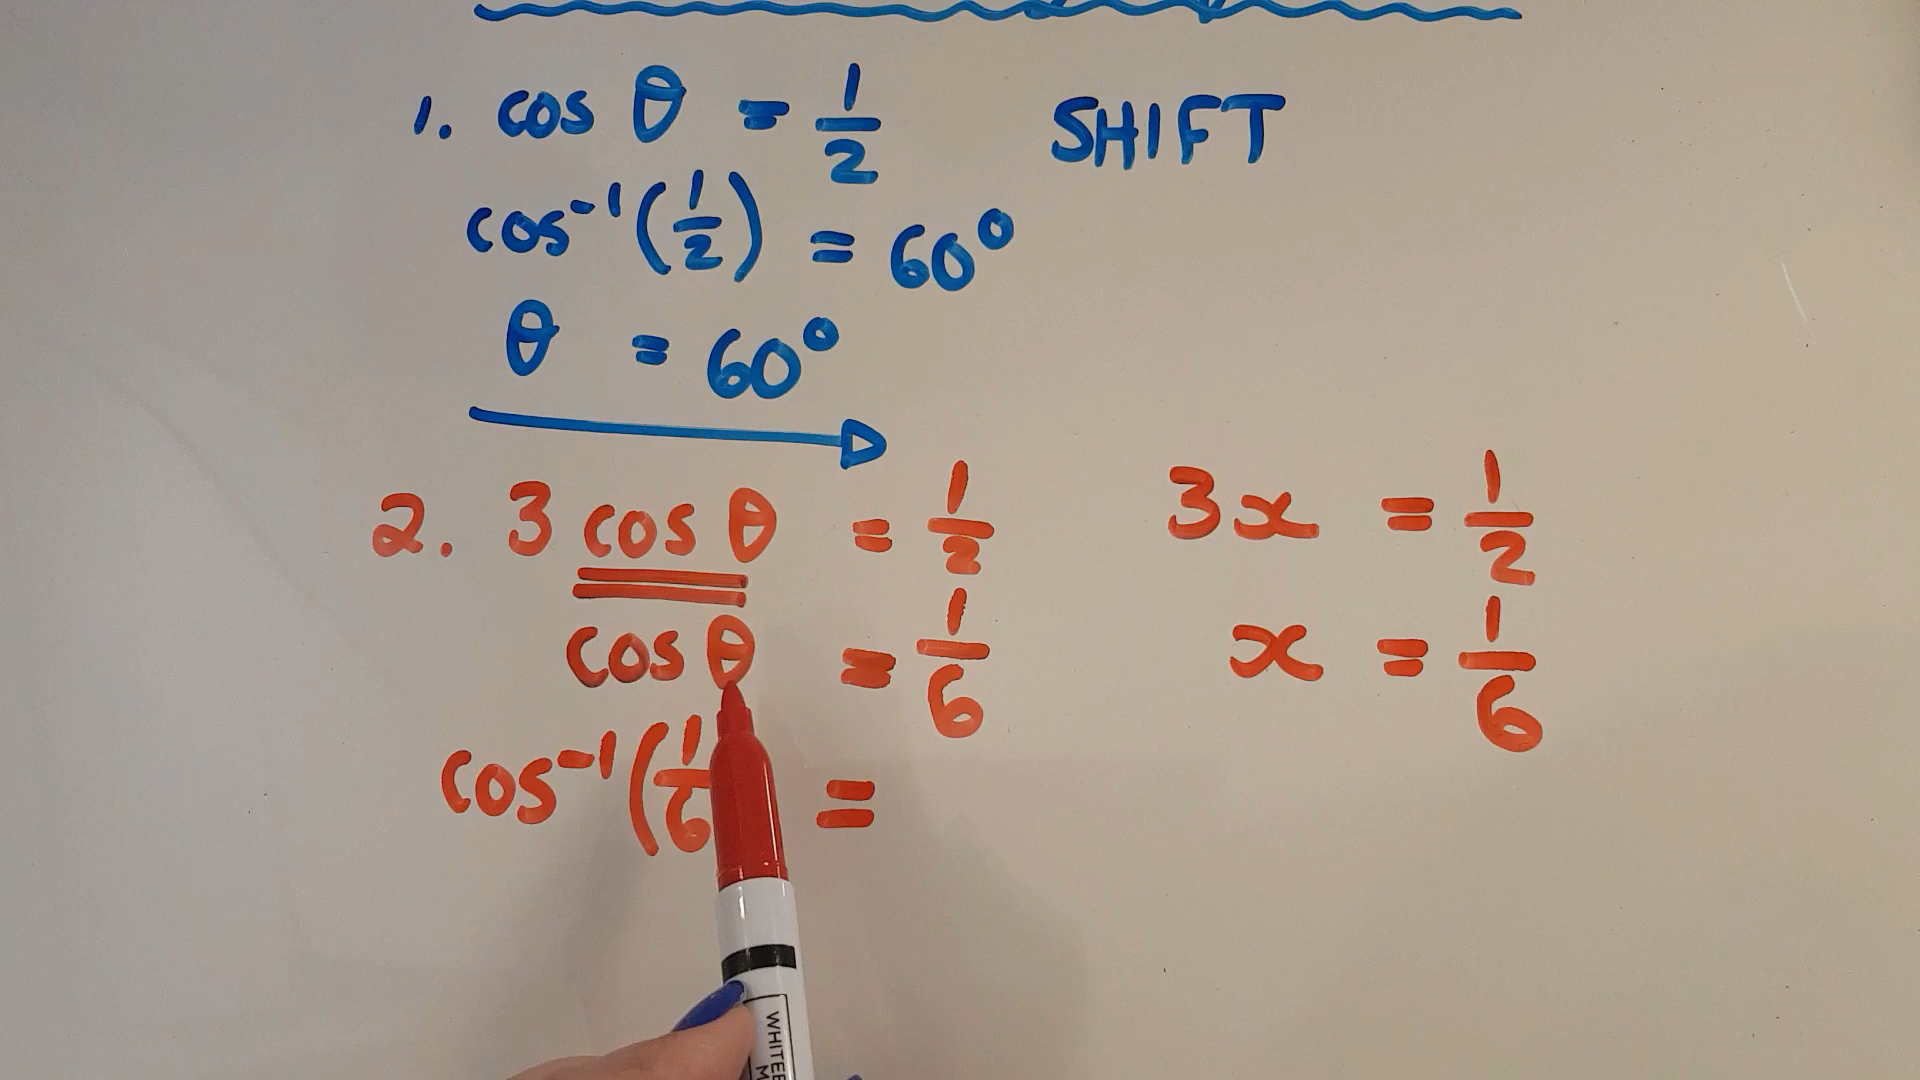 1. cos θ = 1/2 SHIFT
cos⁻¹(1/2) = 60°
θ = 60°
2. 3 cos θ = 1/2 3x = 1/2
cos θ = 1/6 x = 1/6
cos⁻¹(1/6 =